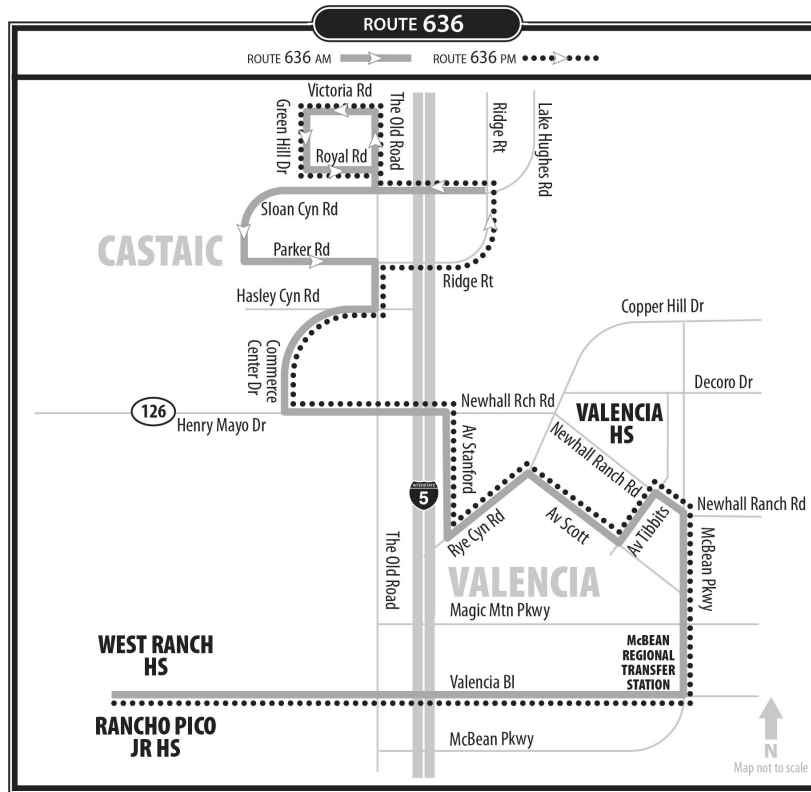 ROUTE 636
ROUTE 636 AM
ROUTE 636 PM
Victoria Rd
Green Hill Dr
The Old Road
Royal Rd
Ridge Rt
Lake Hughes Rd
Sloan Cyn Rd
CASTAIC
Parker Rd
Ridge Rt
Hasley Cyn Rd
Copper Hill Dr
Commerce
Center Dr
Decoro Dr
Newhall Rch Rd
126
Henry Mayo Dr
VALENCIA
HS
Av Stanford
Newhall Ranch Rd
INTERSTATE
5
Newhall Ranch Rd
Rye Cyn Rd
Av Scott
Av Tibbits
McBean Pkwy
The Old Road
VALENCIA
Magic Mtn Pkwy
WEST RANCH
HS
McBEAN
REGIONAL
TRANSFER
STATION
Valencia Bl
RANCHO PICO
JR HS
McBean Pkwy
N
Map not to scale